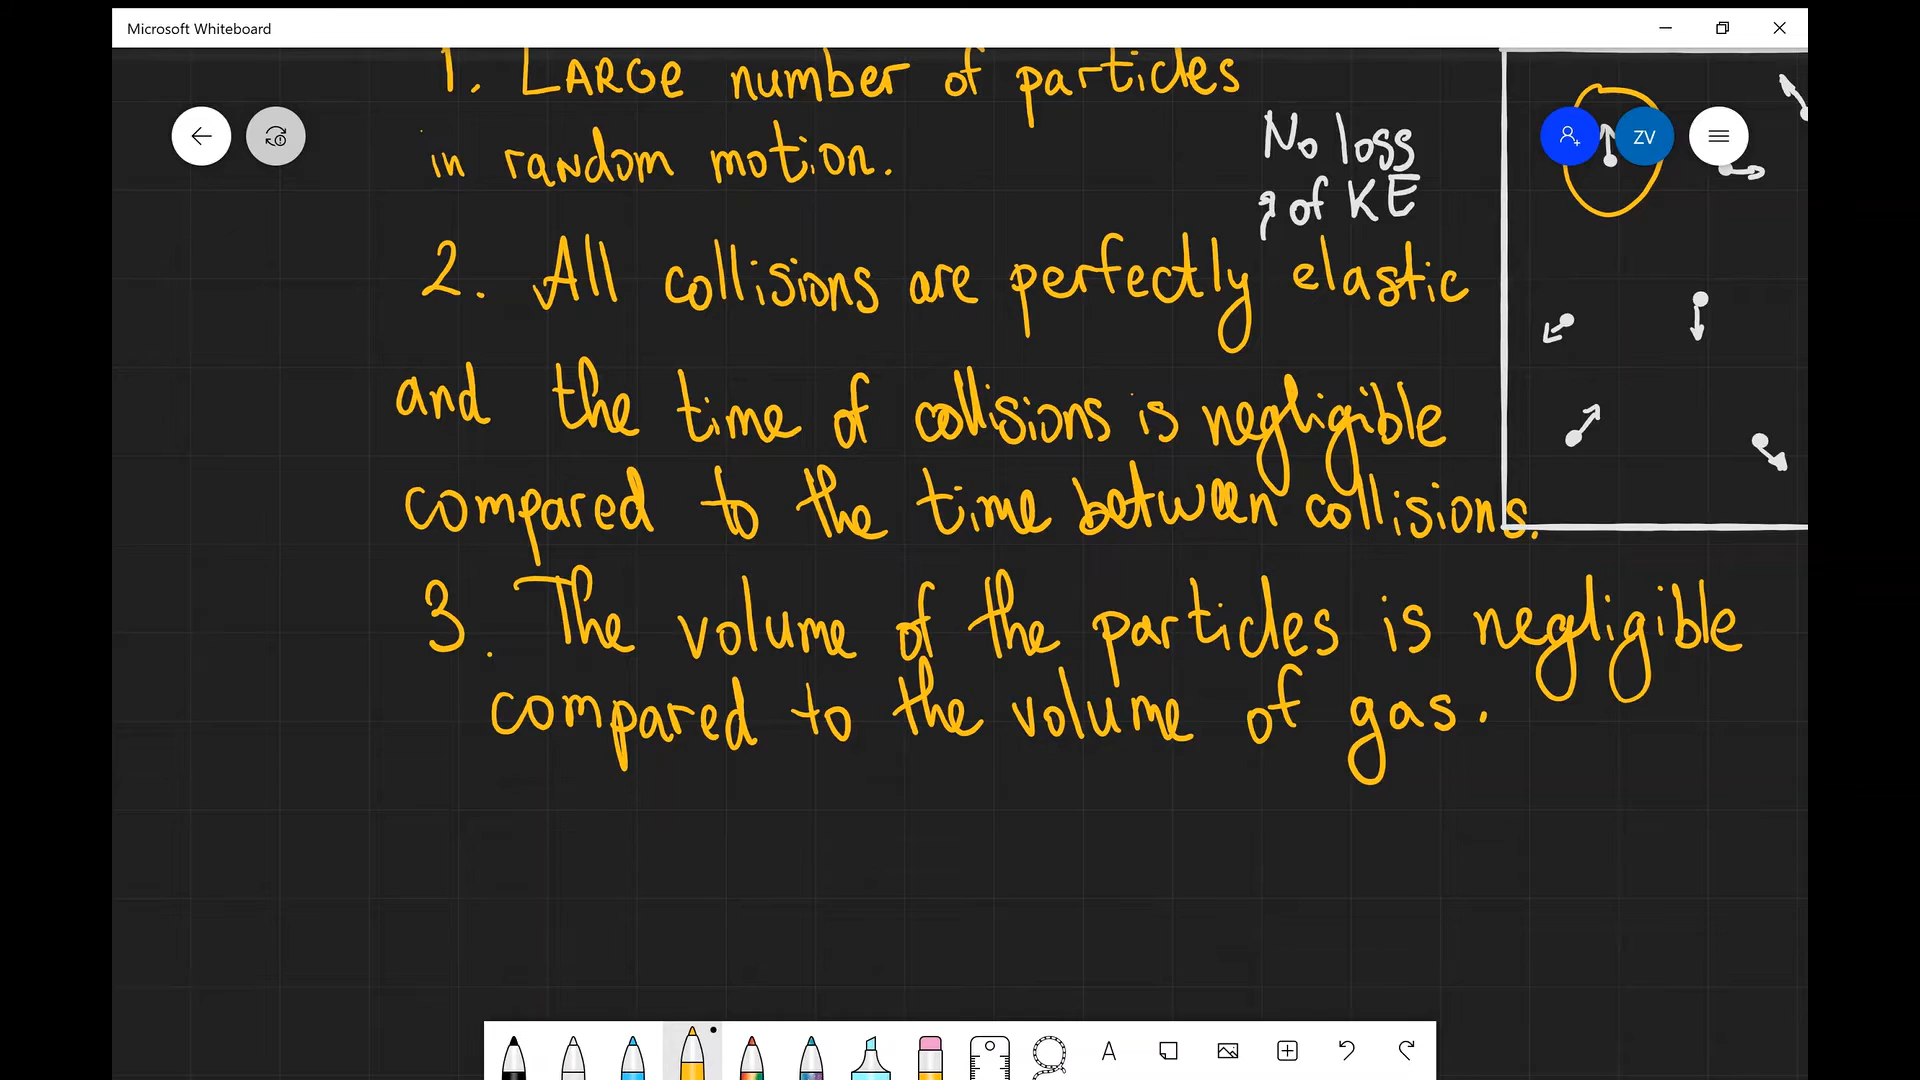 Microsoft Whiteboard
1. LARGE number of particles
in random motion.
No loss
of KE
ZV
2. All collisions are perfectly elastic
and the time of collisions is negligible
compared to the time between collisions.
3. The volume of the particles is negligible
compared to the volume of gas.
A